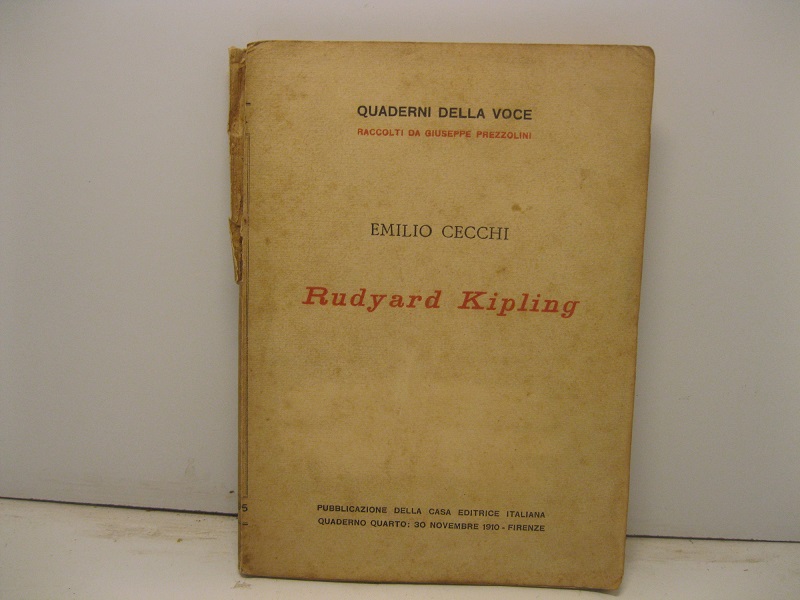 QUADERNI DELLA VOCE
RACCOLTI DA GIUSEPPE PREZZOLINI
EMILIO CECCHI
Rudyard Kipling
5
PUBBLICAZIONE DELLA CASA EDITRICE ITALIANA
QUADERNO QUARTO: 30 NOVEMBRE 1910 - FIRENZE